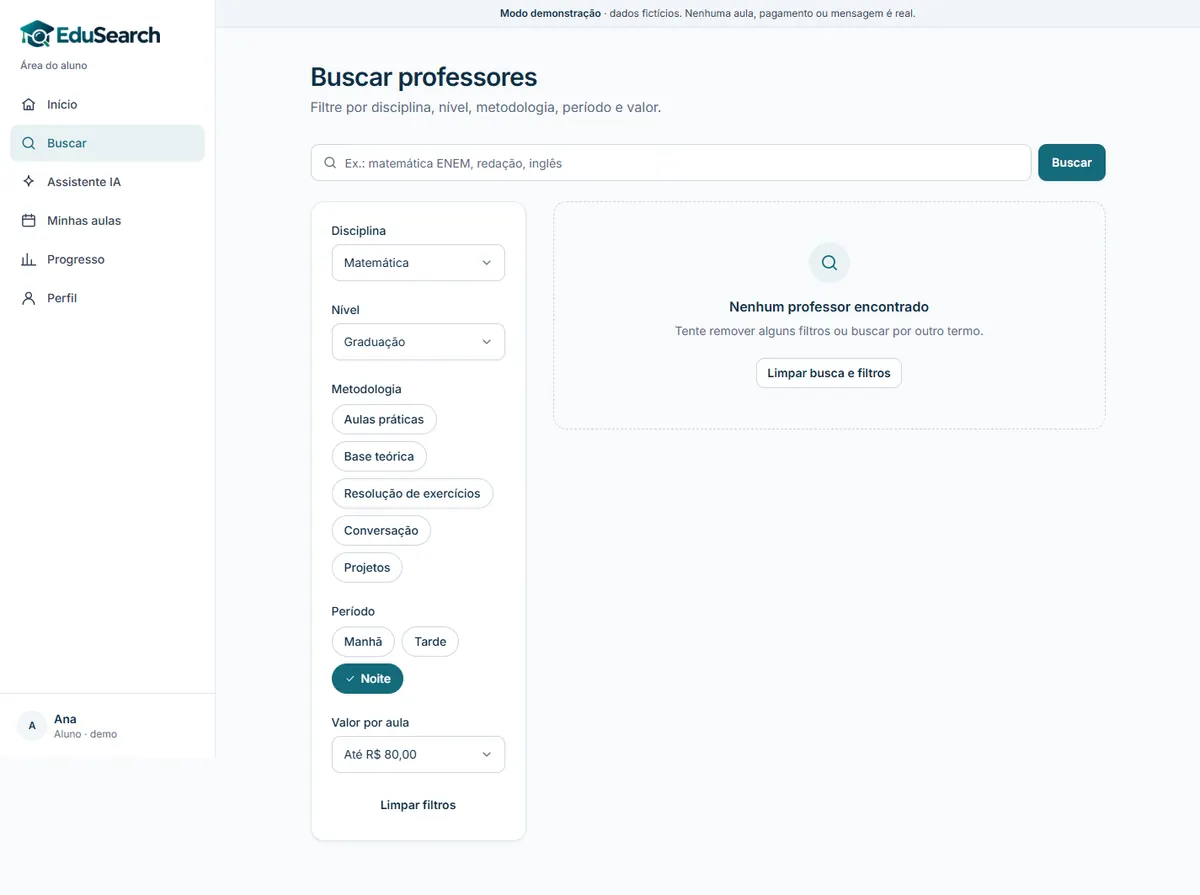 Modo demonstração · dados fictícios. Nenhuma aula, pagamento ou mensagem é real.
EduSearch
Área do aluno
Início
Buscar
Assistente IA
Minhas aulas
Progresso
Perfil
Ana
A
Aluno · demo
Buscar professores
Filtre por disciplina, nível, metodologia, período e valor.
Ex.: matemática ENEM, redação, inglês
Buscar
Disciplina
Matemática
Nível
Graduação
Metodologia
Aulas práticas
Base teórica
Resolução de exercícios
Conversação
Projetos
Período
Manhã
Tarde
Noite
Valor por aula
Até R$ 80,00
Limpar filtros
Nenhum professor encontrado
Tente remover alguns filtros ou buscar por outro termo.
Limpar busca e filtros